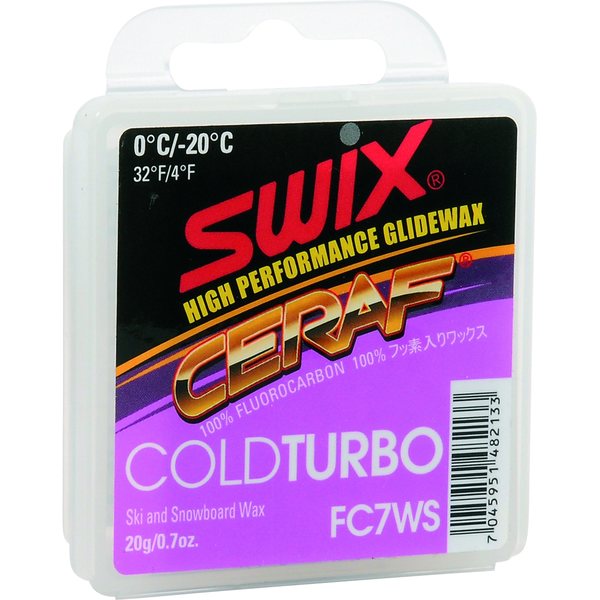 0°C/-20°C
32°F/4°F
SWIX®
HIGH PERFORMANCE GLIDEWAX
CERAF®
100% FLUOROCARBON 100% フッ素入りワックス
COLDTURBO
Ski and Snowboard Wax
FC7WS
20g/0.7oz.
7 045951 482133